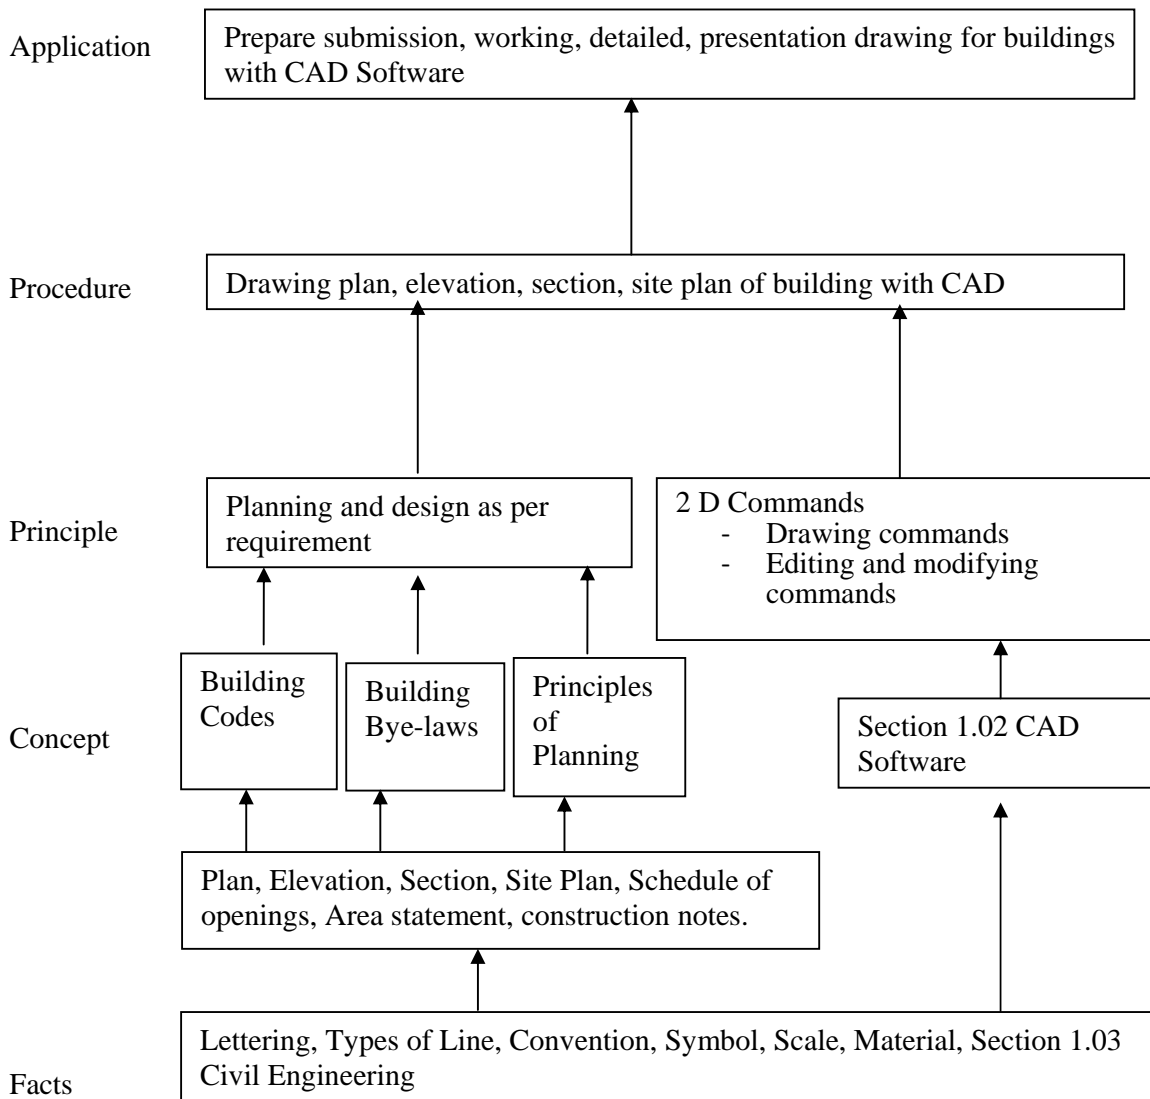 Application
Prepare submission, working, detailed, presentation drawing for buildings
with CAD Software
Procedure
Drawing plan, elevation, section, site plan of building with CAD
Principle
Planning and design as per
requirement
2 D Commands
- Drawing commands
- Editing and modifying
commands
Concept
Building
Codes
Building
Bye-laws
Principles
of
Planning
Section 1.02 CAD
Software
Plan, Elevation, Section, Site Plan, Schedule of
openings, Area statement, construction notes.
Facts
Lettering, Types of Line, Convention, Symbol, Scale, Material, Section 1.03
Civil Engineering